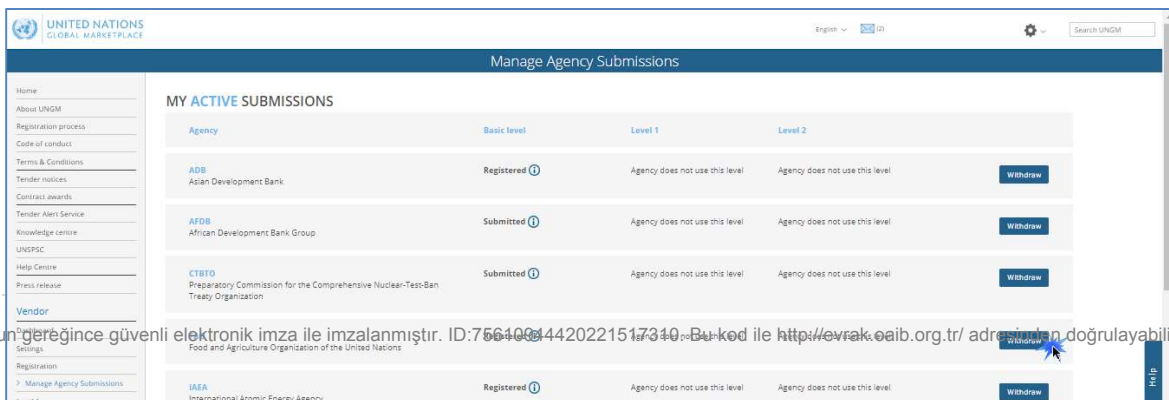 UNITED NATIONS
GLOBAL MARKETPLACE
English
(2)
Search UNGM
Manage Agency Submissions
Home
About UNGM
Registration process
Code of conduct
Terms & Conditions
Tender notices
Contract awards
Tender Alert Service
Knowledge centre
UNSPSC
Help Centre
Press release
Vendor
Settings
Registration
> Manage Agency Submissions
MY ACTIVE SUBMISSIONS
Agency Basic level Level 1 Level 2
ADB
Asian Development Bank
Registered Agency does not use this level Agency does not use this level Withdraw
AFDB
African Development Bank Group
Submitted Agency does not use this level Agency does not use this level Withdraw
CTBTO
Preparatory Commission for the Comprehensive Nuclear-Test-Ban
Treaty Organization
Submitted Agency does not use this level Agency does not use this level Withdraw
un gereğince güvenli elektronik imza ile imzalanmıştır. ID:75610944420221517310. Bu kod ile http://evrak.oaib.org.tr/ adresinden doğrulayabili
Food and Agriculture Organization of the United Nations
IAEA
International Atomic Energy Agency
Registered Agency does not use this level Agency does not use this level Withdraw
Help